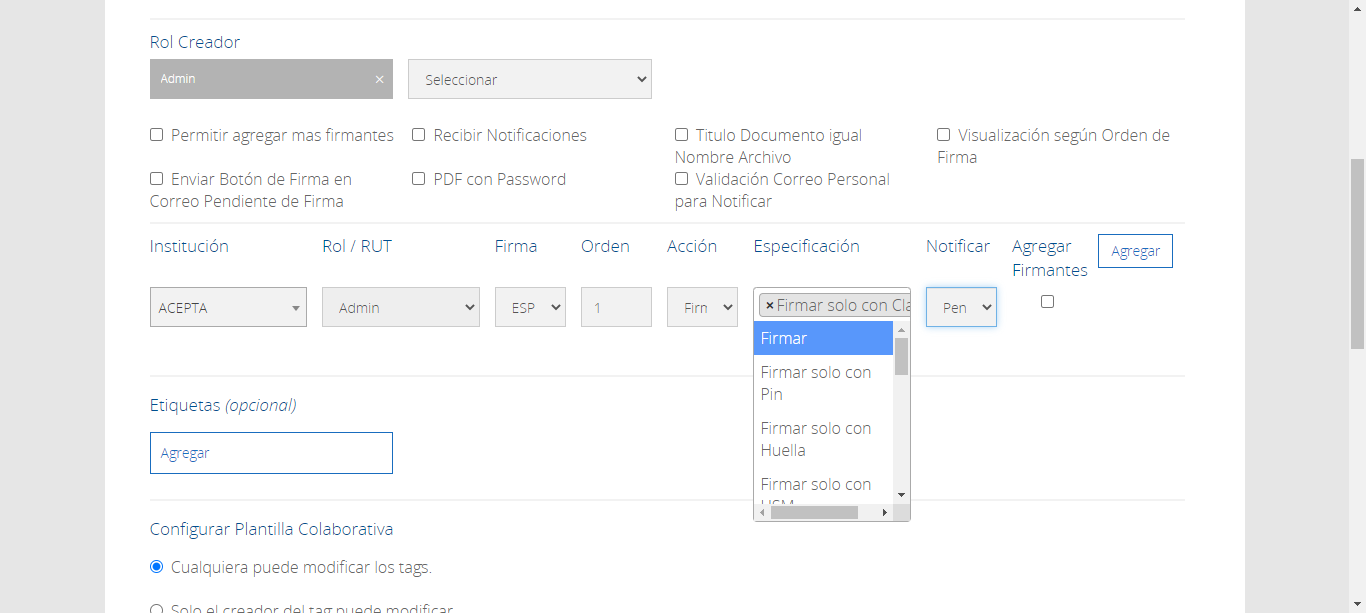 Rol Creador
Admin ×
Seleccionar
Permitir agregar mas firmantes
Recibir Notificaciones
Titulo Documento igual
Nombre Archivo
Visualización según Orden de
Firma
Enviar Botón de Firma en
Correo Pendiente de Firma
PDF con Password
Validación Correo Personal
para Notificar
Institución
Rol / RUT
Firma
Orden
Acción
Especificación
Notificar
Agregar
Firmantes
Agregar
ACEPTA
Admin
ESP
1
Firn
× Firmar solo con Cla
Pen
Firmar
Firmar solo con
Pin
Firmar solo con
Huella
Firmar solo con
HSM
Etiquetas (opcional)
Agregar
Configurar Plantilla Colaborativa
Cualquiera puede modificar los tags.
Solo el creador del tag puede modificar